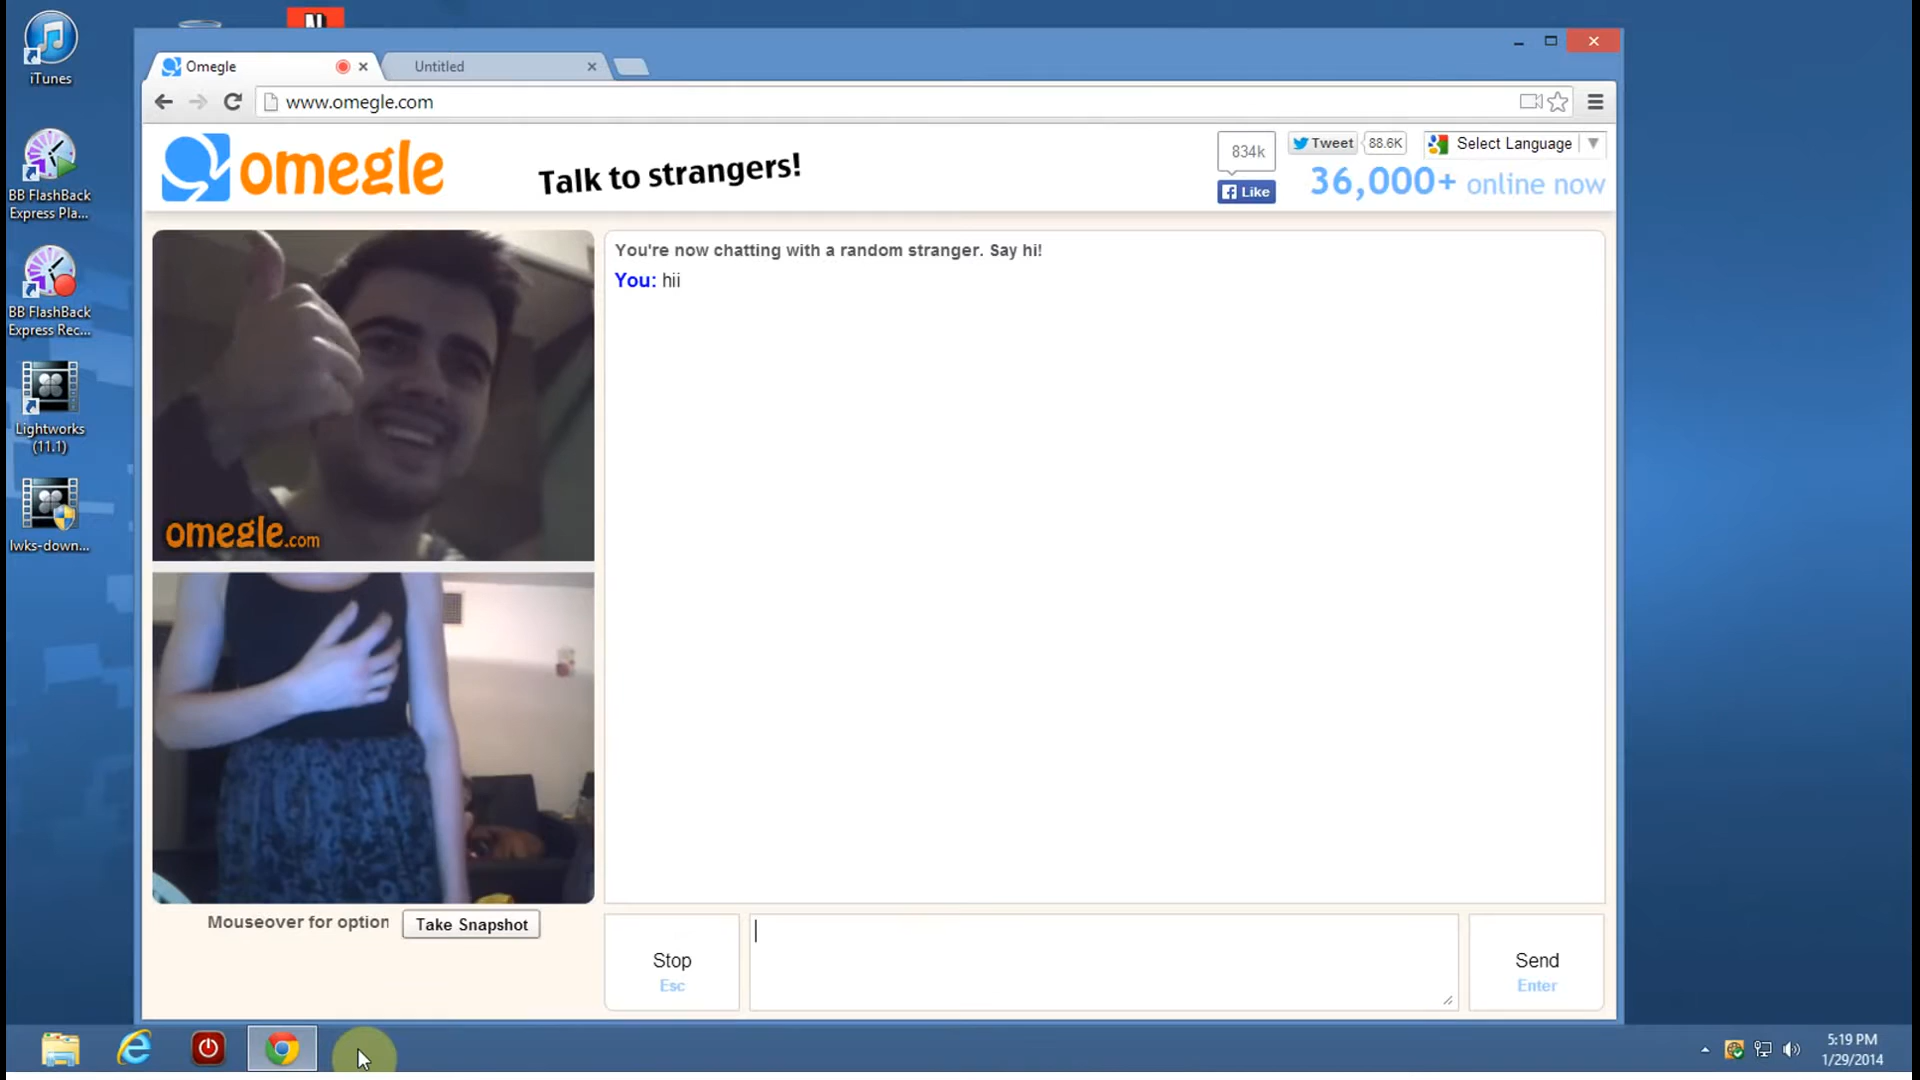 iTunes
BB FlashBack
Express Pla...
BB FlashBack
Express Rec...
Lightworks
(11.1)
lwks-down...
N
Omegle
Untitled
www.omegle.com
omegle
Talk to strangers!
834k
Like
Tweet
88.6K
Select Language
36,000+ online now
omegle.com
You're now chatting with a random stranger. Say hi!
You: hii
Mouseover for option
Take Snapshot
Stop
Esc
Send
Enter
5:19 PM
1/29/2014